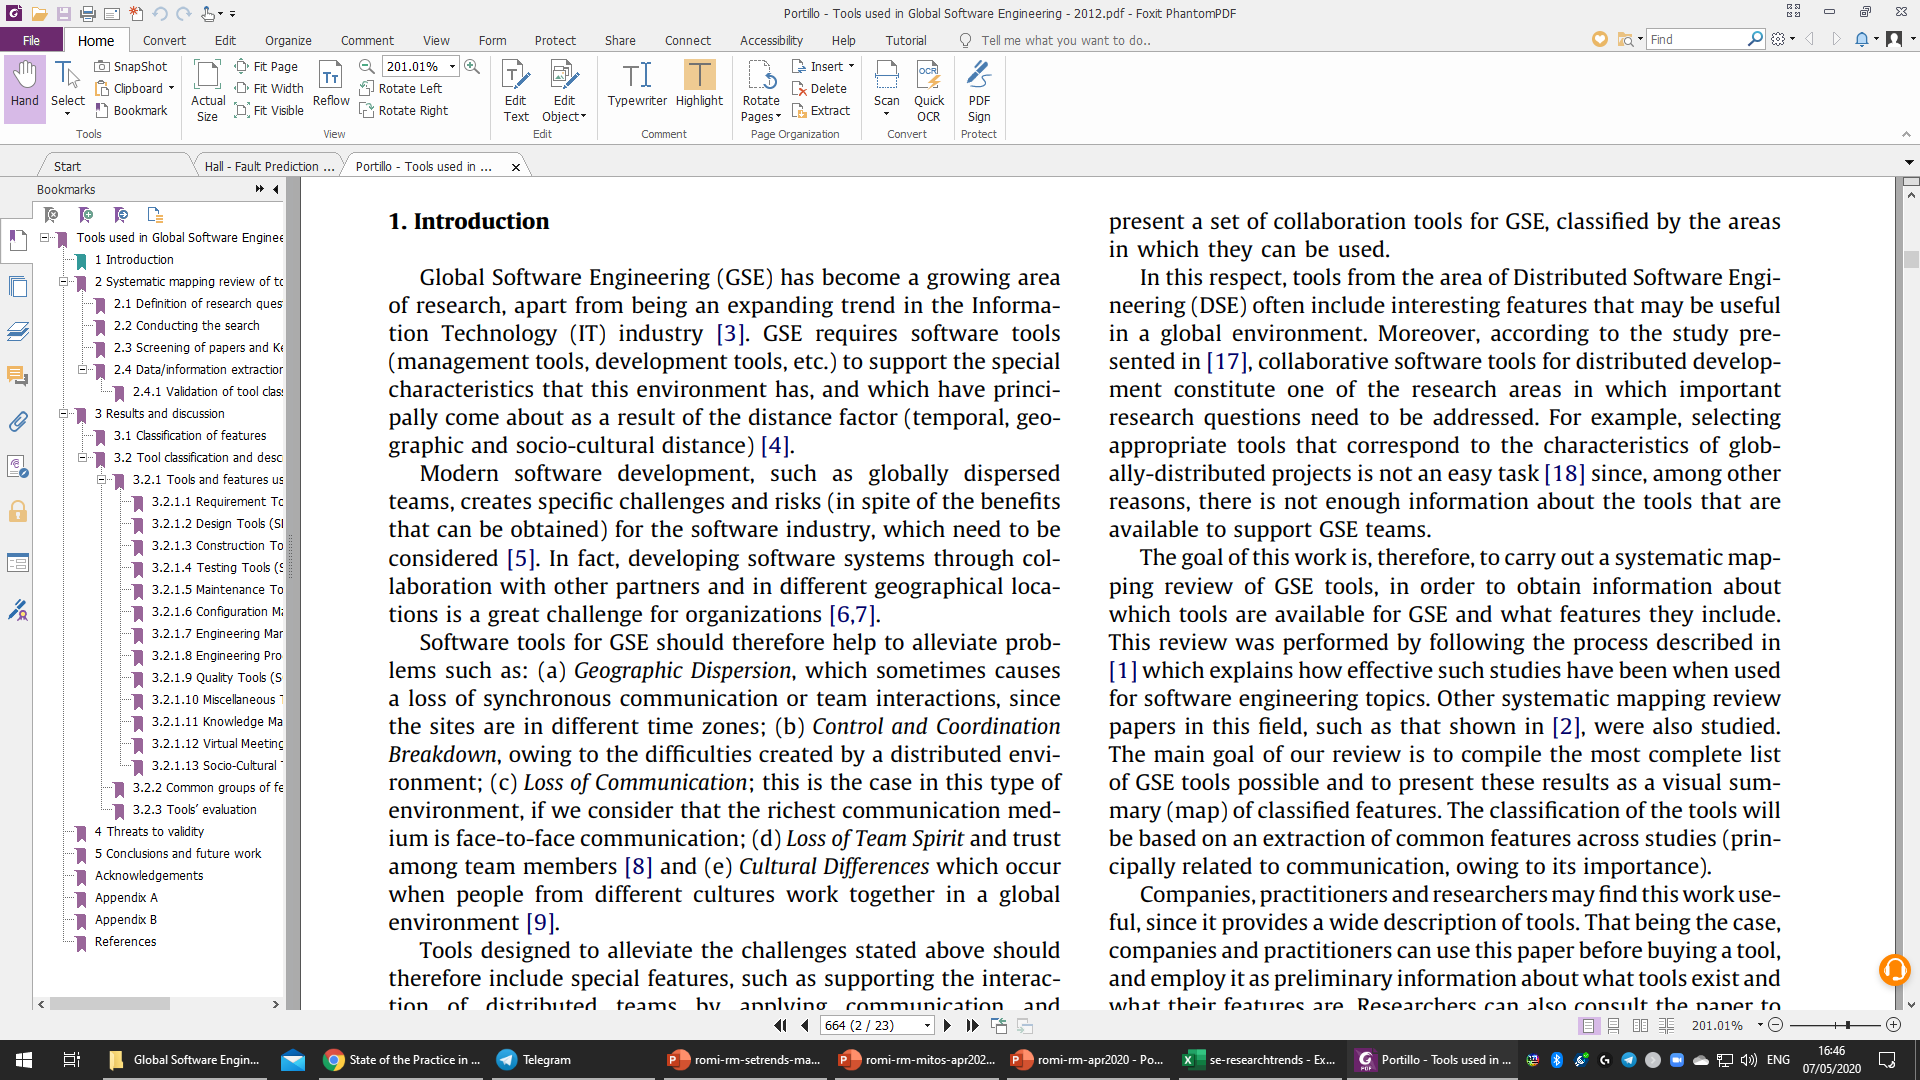 Portillo - Tools used in Global Software Engineering - 2012.pdf - Foxit PhantomPDF
File Home Convert Edit Organize Comment View Form Protect Share Connect Accessibility Help Tutorial Tell me what you want to do.. Find
Hand
Select
SnapShot
Clipboard
Bookmark
Tools
Actual Size
Fit Page
Fit Width
Fit Visible
Reflow
201.01%
Rotate Left
Rotate Right
View
Edit Text
Edit Object
Edit
Typewriter
Highlight
Comment
Rotate Pages
Insert
Delete
Extract
Page Organization
Scan
Quick OCR
Convert
PDF Sign
Protect
Start
Hall - Fault Prediction ...
Portillo - Tools used in ...
Bookmarks
Tools used in Global Software Enginee
1 Introduction
2 Systematic mapping review of to
2.1 Definition of research ques
2.2 Conducting the search
2.3 Screening of papers and Ke
2.4 Data/information extraction
2.4.1 Validation of tool clas
3 Results and discussion
3.1 Classification of features
3.2 Tool classification and desc
3.2.1 Tools and features us
3.2.1.1 Requirement To
3.2.1.2 Design Tools (SI
3.2.1.3 Construction To
3.2.1.4 Testing Tools (S
3.2.1.5 Maintenance To
3.2.1.6 Configuration Ma
3.2.1.7 Engineering Man
3.2.1.8 Engineering Pro
3.2.1.9 Quality Tools (S
3.2.1.10 Miscellaneous T
3.2.1.11 Knowledge Ma
3.2.1.12 Virtual Meeting
3.2.1.13 Socio-Cultural T
3.2.2 Common groups of fe
3.2.3 Tools' evaluation
4 Threats to validity
5 Conclusions and future work
Acknowledgements
Appendix A
Appendix B
References
1. Introduction
Global Software Engineering (GSE) has become a growing area
of research, apart from being an expanding trend in the Informa-
tion Technology (IT) industry [3]. GSE requires software tools
(management tools, development tools, etc.) to support the special
characteristics that this environment has, and which have princi-
pally come about as a result of the distance factor (temporal, geo-
graphic and socio-cultural distance) [4].
Modern software development, such as globally dispersed
teams, creates specific challenges and risks (in spite of the benefits
that can be obtained) for the software industry, which need to be
considered [5]. In fact, developing software systems through col-
laboration with other partners and in different geographical loca-
tions is a great challenge for organizations [6,7].
Software tools for GSE should therefore help to alleviate prob-
lems such as: (a) Geographic Dispersion, which sometimes causes
a loss of synchronous communication or team interactions, since
the sites are in different time zones; (b) Control and Coordination
Breakdown, owing to the difficulties created by a distributed envi-
ronment; (c) Loss of Communication; this is the case in this type of
environment, if we consider that the richest communication med-
ium is face-to-face communication; (d) Loss of Team Spirit and trust
among team members [8] and (e) Cultural Differences which occur
when people from different cultures work together in a global
environment [9].
Tools designed to alleviate the challenges stated above should
therefore include special features, such as supporting the interac-
tion of distributed teams by applying communication and
present a set of collaboration tools for GSE, classified by the areas
in which they can be used.
In this respect, tools from the area of Distributed Software Engi-
neering (DSE) often include interesting features that may be useful
in a global environment. Moreover, according to the study pre-
sented in [17], collaborative software tools for distributed develop-
ment constitute one of the research areas in which important
research questions need to be addressed. For example, selecting
appropriate tools that correspond to the characteristics of glob-
ally-distributed projects is not an easy task [18] since, among other
reasons, there is not enough information about the tools that are
available to support GSE teams.
The goal of this work is, therefore, to carry out a systematic map-
ping review of GSE tools, in order to obtain information about
which tools are available for GSE and what features they include.
This review was performed by following the process described in
[1] which explains how effective such studies have been when used
for software engineering topics. Other systematic mapping review
papers in this field, such as that shown in [2], were also studied.
The main goal of our review is to compile the most complete list
of GSE tools possible and to present these results as a visual sum-
mary (map) of classified features. The classification of the tools will
be based on an extraction of common features across studies (prin-
cipally related to communication, owing to its importance).
Companies, practitioners and researchers may find this work use-
ful, since it provides a wide description of tools. That being the case,
companies and practitioners can use this paper before buying a tool,
and employ it as preliminary information about what tools exist and
what their features are. Researchers can also consult the paper to
664 (2 / 23)
201.01%
Global Software Engin...
State of the Practice in ...
Telegram
romi-rm-setrends-ma...
romi-rm-mitos-apr202...
romi-rm-apr2020 - Po...
se-researchtrends - Ex...
Portillo - Tools used in ...
ENG
16:46
07/05/2020